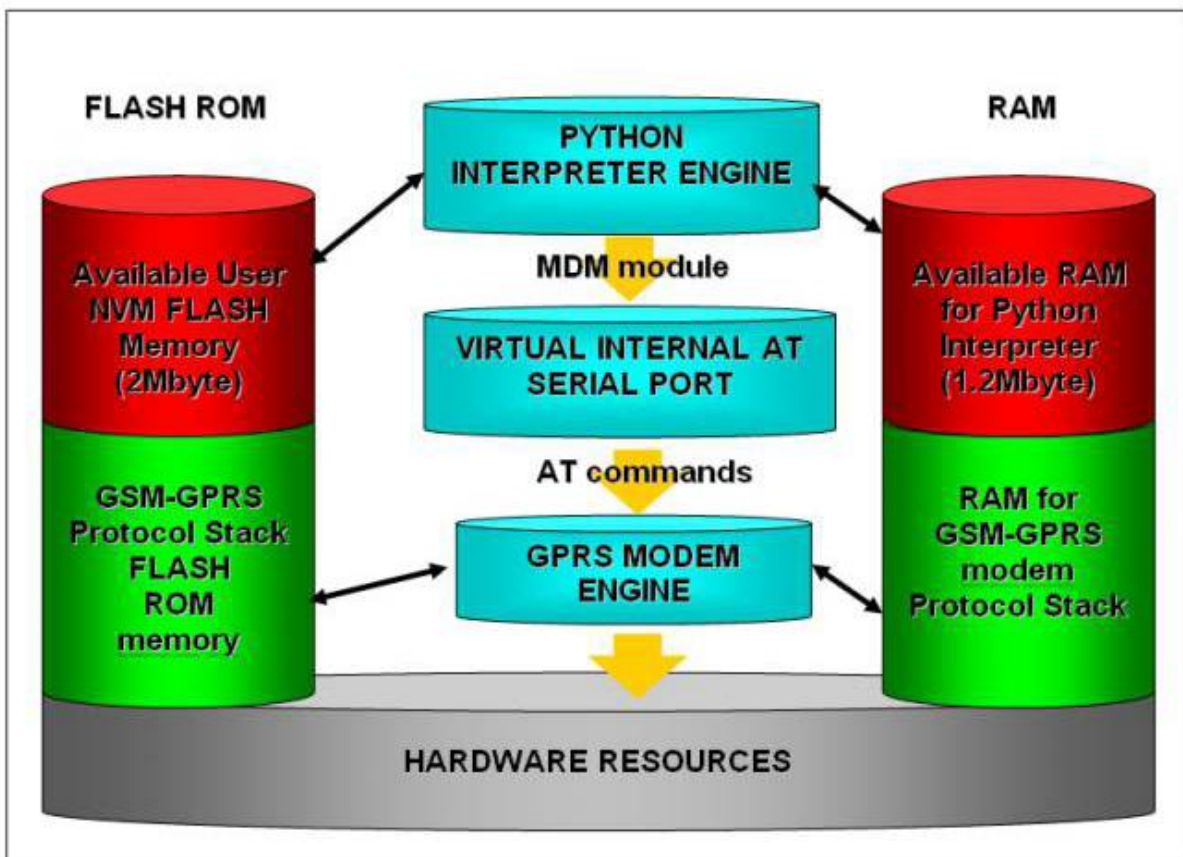 FLASH ROM
PYTHON
INTERPRETER ENGINE
RAM
Available User
NVM FLASH
Memory
(2Mbyte)
MDM module
Available RAM
for Python
Interpreter
(1.2Mbyte)
VIRTUAL INTERNAL AT
SERIAL PORT
AT commands
GSM-GPRS
Protocol Stack
FLASH
ROM
memory
GPRS MODEM
ENGINE
RAM for
GSM-GPRS
modem
Protocol Stack
HARDWARE RESOURCES